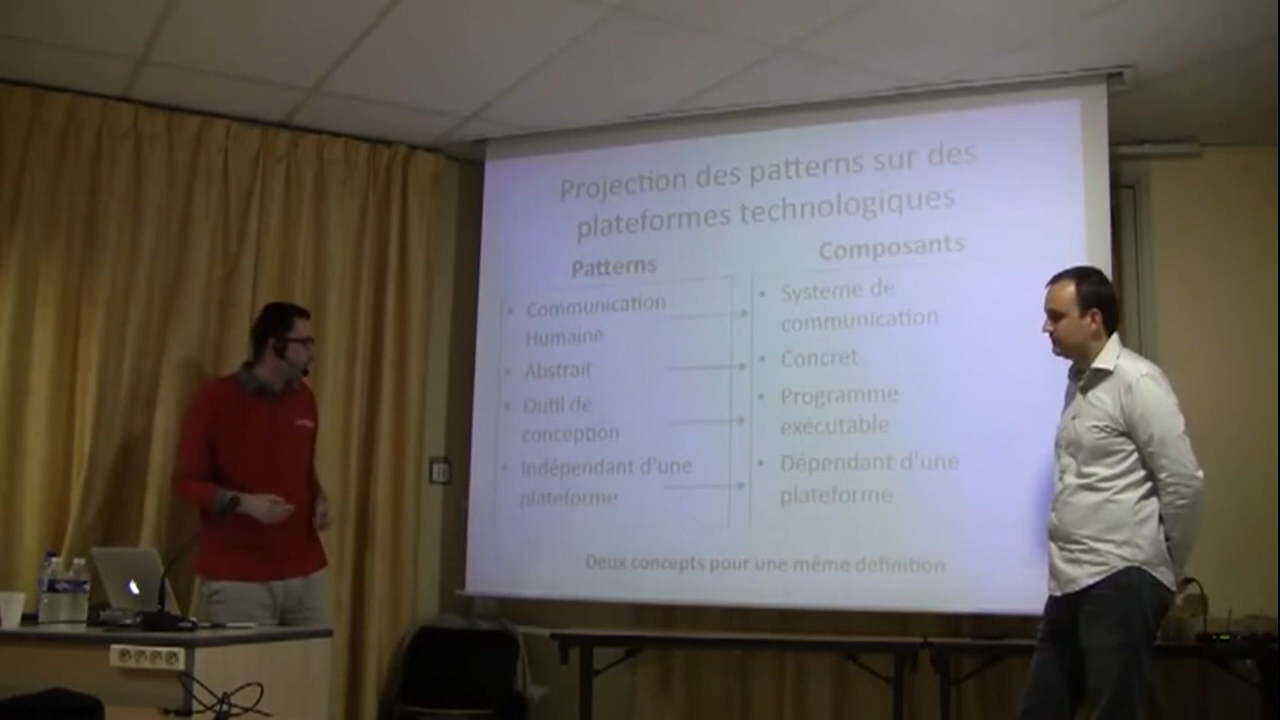 Projection des patterns sur des
plateformes technologiques
Patterns
• Communication
Humaine
• Abstrait
• Outil de
conception
• Indépendant d'une
plateforme
Composants
• Système de
communication
• Concret
• Programme
exécutable
• Dépendant d'une
plateforme
Deux concepts pour une même définition